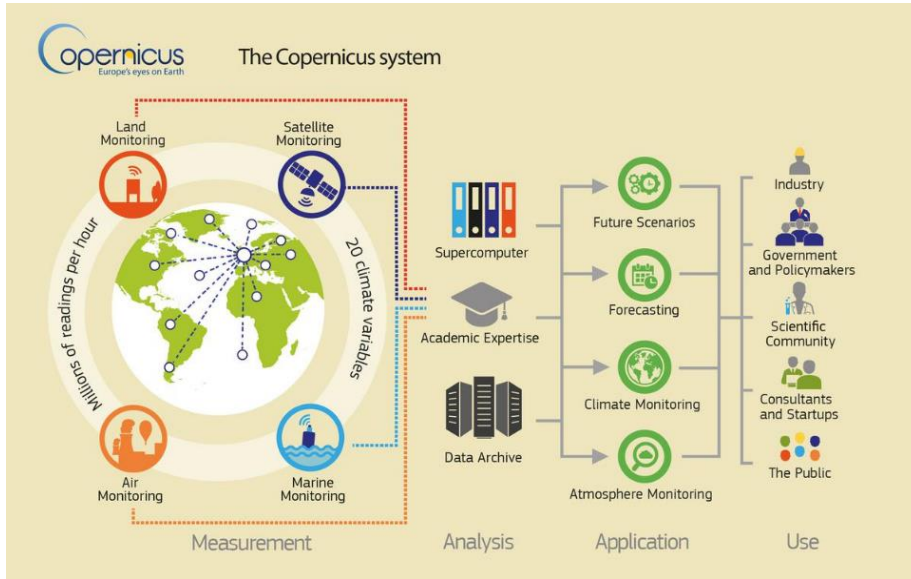 Copernicus
Europe's eyes on Earth
The Copernicus system
Land
Monitoring
Satellite
Monitoring
Millions of readings per hour
20 climate variables
Air
Monitoring
Marine
Monitoring
Measurement
Supercomputer
Academic Expertise
Data Archive
Analysis
Future Scenarios
Forecasting
Climate Monitoring
Atmosphere Monitoring
Application
Industry
Government
and Policymakers
Scientific
Community
Consultants
and Startups
The Public
Use